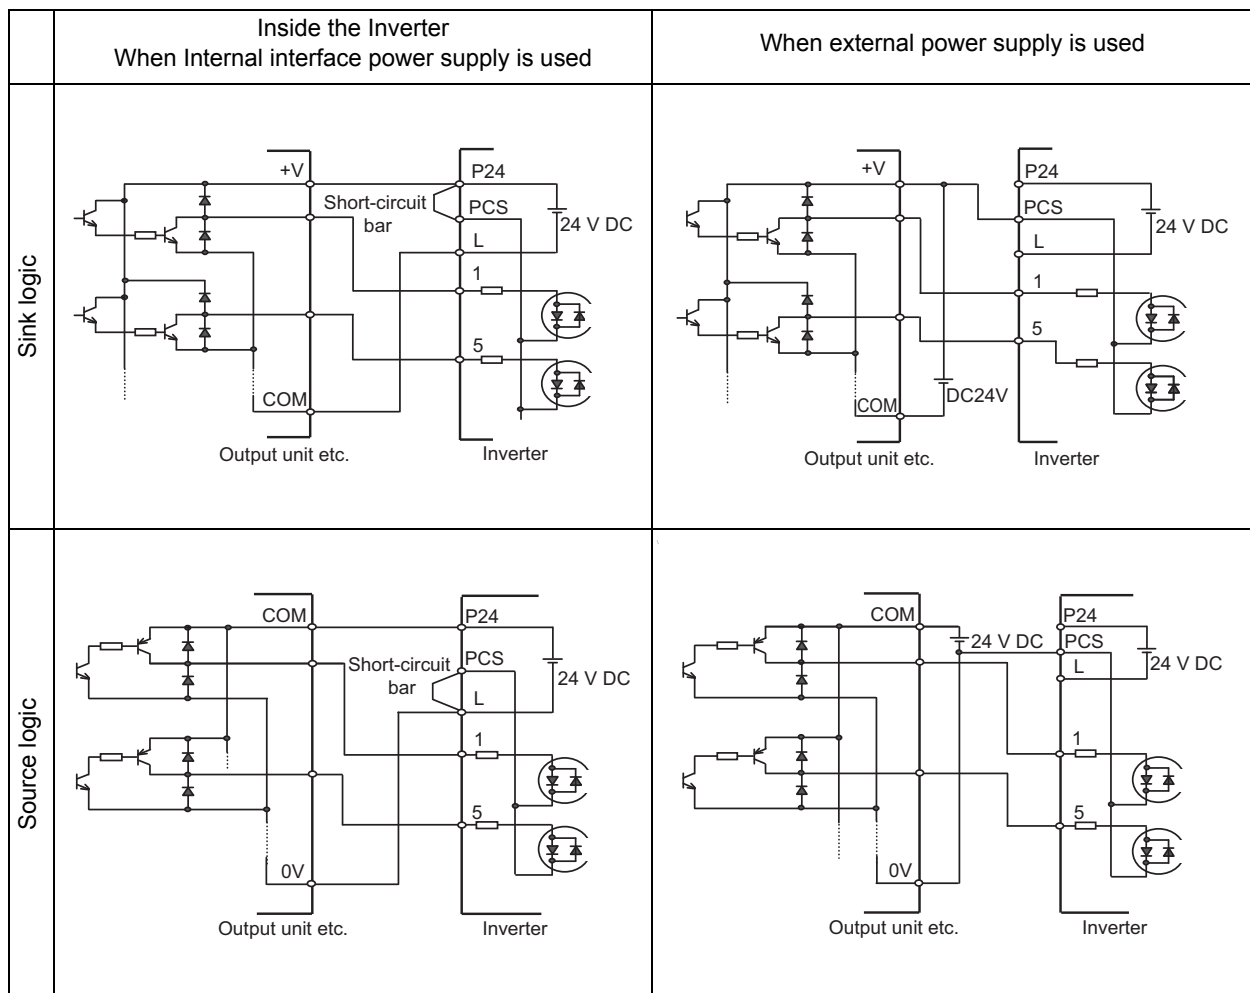 Inside the Inverter
When Internal interface power supply is used
When external power supply is used
Sink logic
+V
P24
Short-circuit
bar
PCS
24 V DC
L
1
5
COM
Output unit etc.
Inverter
+V
P24
PCS
24 V DC
L
1
5
DC24V
COM
Output unit etc.
Inverter
Source logic
COM
P24
Short-circuit
bar
PCS
24 V DC
L
1
5
0V
Output unit etc.
Inverter
COM
P24
24 V DC
PCS
L
24 V DC
1
5
0V
Output unit etc.
Inverter